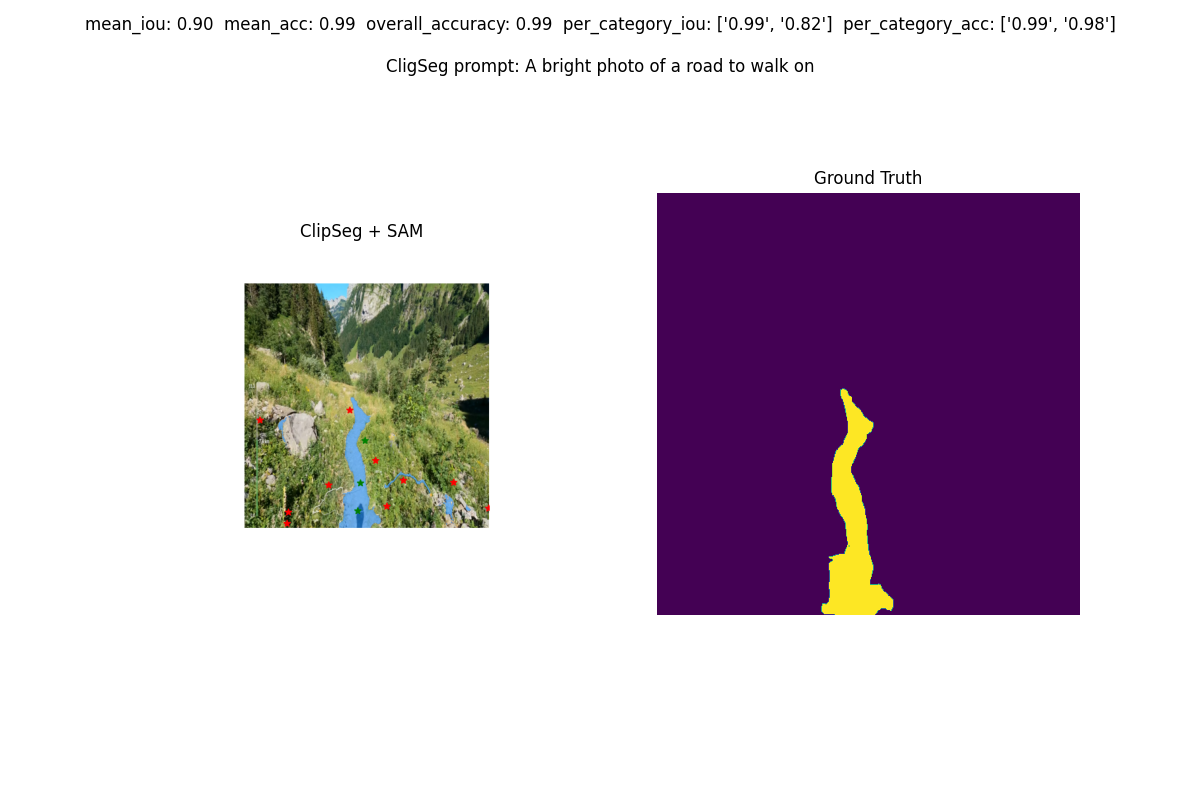 mean_iou: 0.90  mean_acc: 0.99  overall_accuracy: 0.99  per_category_iou: ['0.99', '0.82']  per_category_acc: ['0.99', '0.98']
CligSeg prompt: A bright photo of a road to walk on
Ground Truth
ClipSeg + SAM